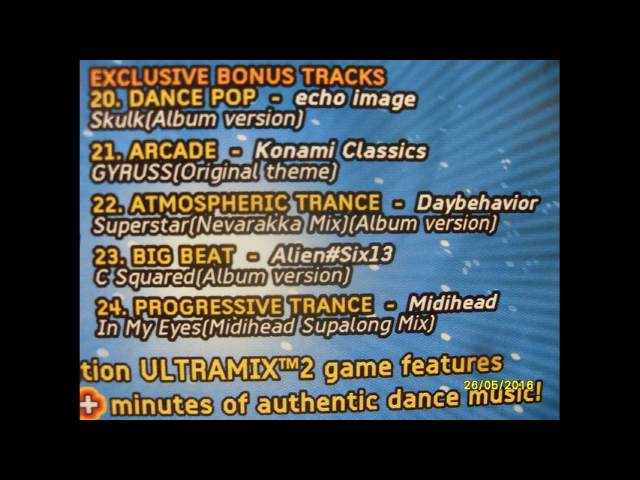 EXCLUSIVE BONUS TRACKS
20. DANCE POP - echo image
Skulk(Album version)
21. ARCADE - Konami Classics
GYRUSS(Original theme)
22. ATMOSPHERIC TRANCE - Daybehavior
Superstar(Nevarakka Mix)(Album version)
23. BIG BEAT - Alien#Six13
C Squared(Album version)
24. PROGRESSIVE TRANCE - Midihead
In My Eyes(Midihead Supalong Mix)
tion ULTRAMIX™2 game features
26/05/2016
+ minutes of authentic dance music!